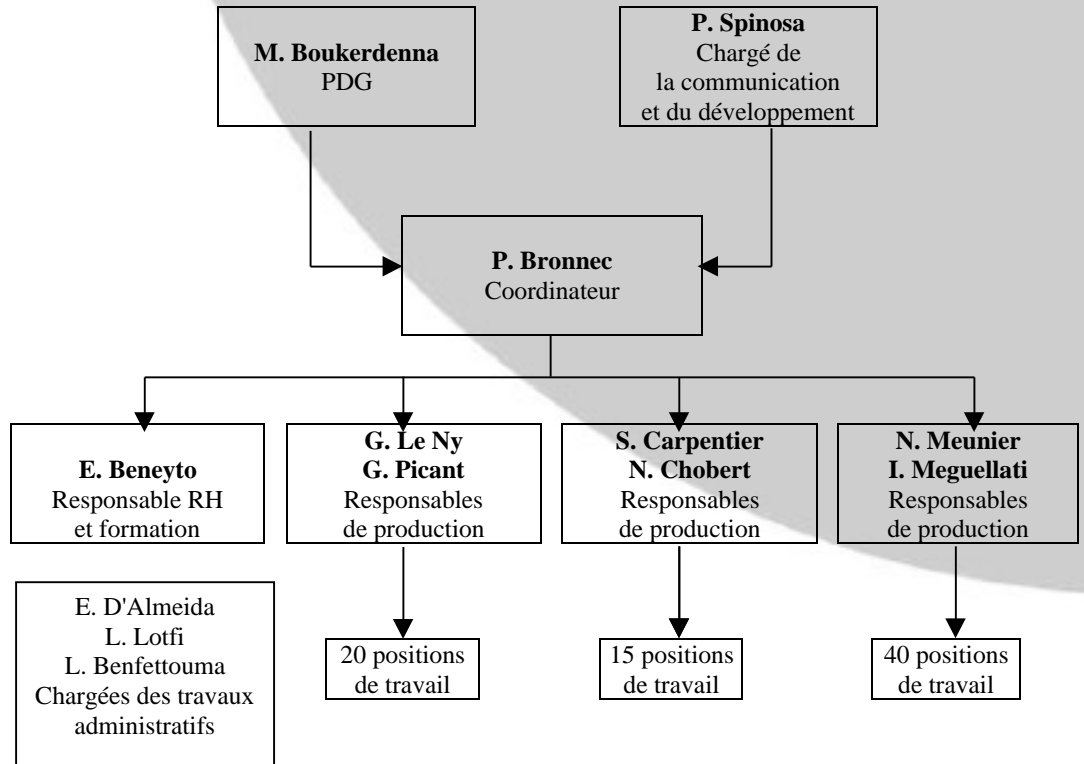 M. Boukerdenna
PDG
P. Spinosa
Chargé de
la communication
et du développement
P. Bronnec
Coordinateur
E. Beneyto
Responsable RH
et formation
G. Le Ny
G. Picant
Responsables
de production
S. Carpentier
N. Chobert
Responsables
de production
N. Meunier
I. Meguellati
Responsables
de production
E. D'Almeida
L. Lotfi
L. Benfettouma
Chargées des travaux
administratifs
20 positions
de travail
15 positions
de travail
40 positions
de travail